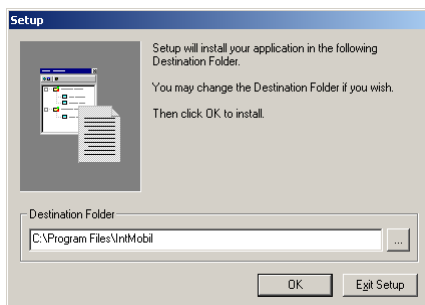 Setup
Setup will install your application in the following
Destination Folder.
You may change the Destination Folder if you wish.
Then click OK to install.
Destination Folder
C:\Program Files\IntMobil
...
OK
Exit Setup